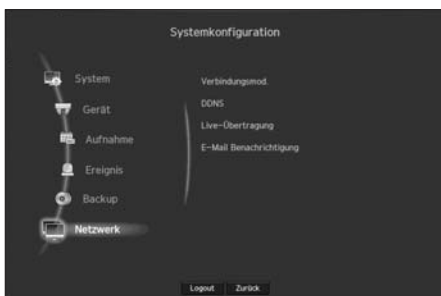 Systemkonfiguration
System
Gerät
Aufnahme
Ereignis
Backup
Netzwerk
Verbindungsmod.
DDNS
Live-Übertragung
E-Mail Benachrichtigung
Logout
Zurück